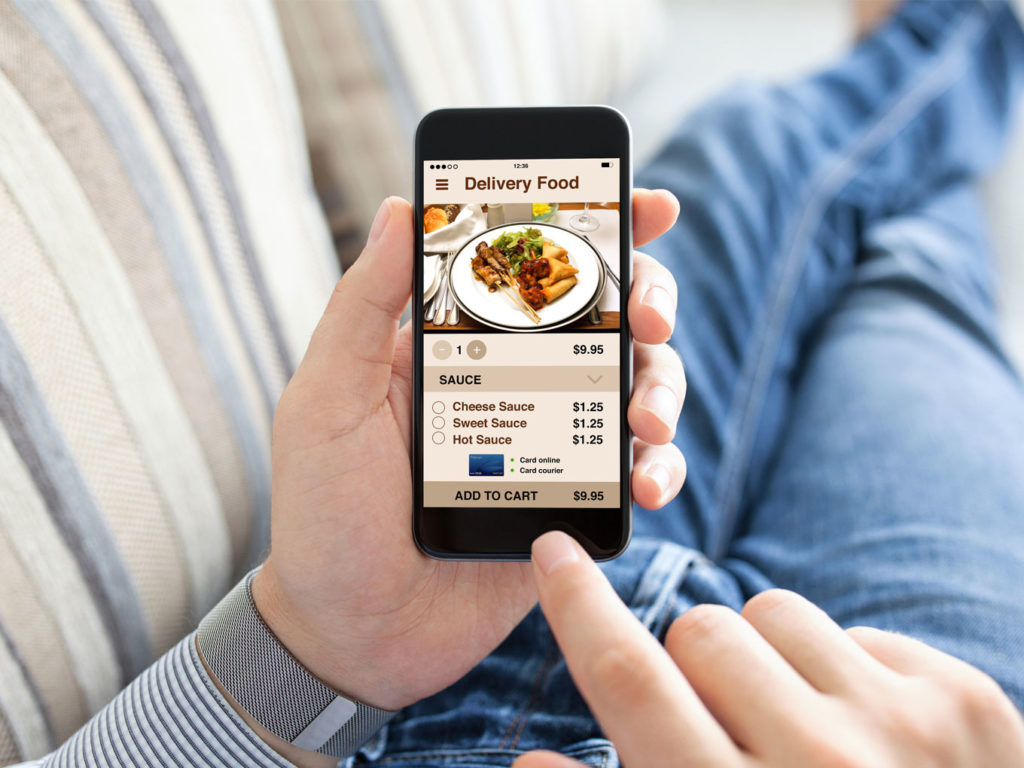 12:36
Delivery Food
− 1 + $9.95
SAUCE
Cheese Sauce $1.25
Sweet Sauce $1.25
Hot Sauce $1.25
Card online
Card courier
ADD TO CART $9.95